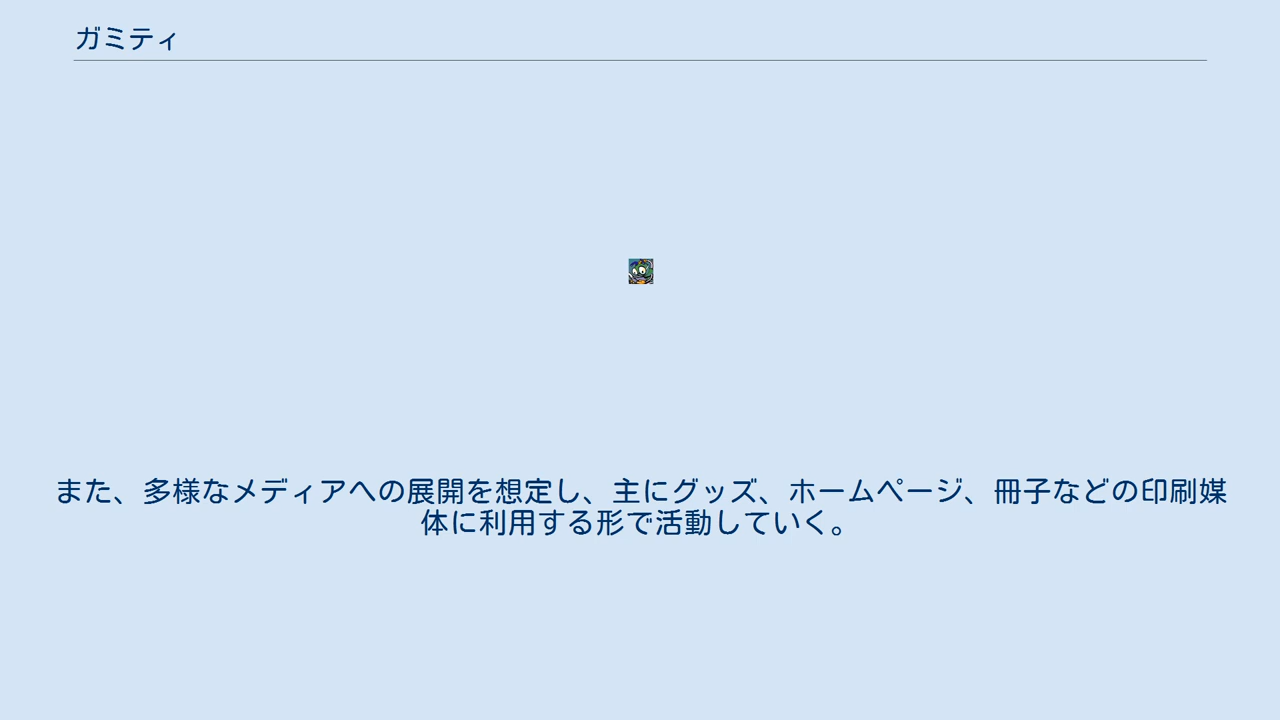 ガミティ
また、多様なメディアへの展開を想定し、主にグッズ、ホームページ、冊子などの印刷媒
体に利用する形で活動していく。